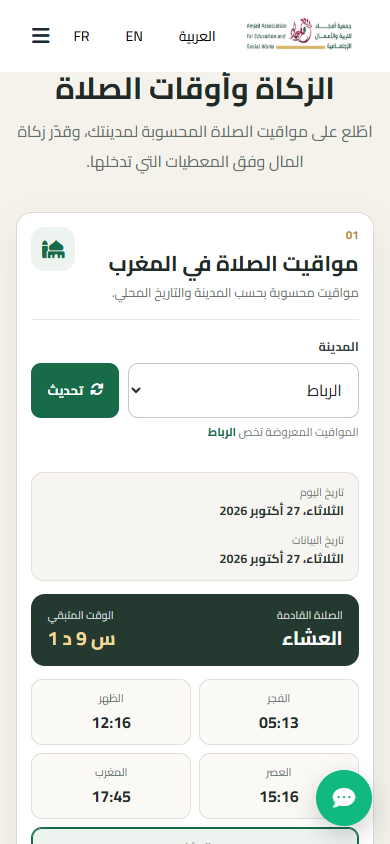 جمعية أمجاد
للتربية والأعمال
الإجتماعية
Amjad Association
for Education and
Social Works
العربية
EN
FR
الزكاة وأوقات الصلاة
اطّلع على مواقيت الصلاة المحسوبة لمدينتك، وقدّر زكاة
المال وفق المعطيات التي تدخلها.
01
مواقيت الصلاة في المغرب
مواقيت محسوبة بحسب المدينة والتاريخ المحلي.
المدينة
الرباط
تحديث
المواقيت المعروضة تخص الرباط
تاريخ اليوم
الثلاثاء، 27 أكتوبر 2026
تاريخ البيانات
الثلاثاء، 27 أكتوبر 2026
الصلاة القادمة
العشاء
الوقت المتبقي
1 س 9 د
الفجر
05:13
الظهر
12:16
العصر
15:16
المغرب
17:45